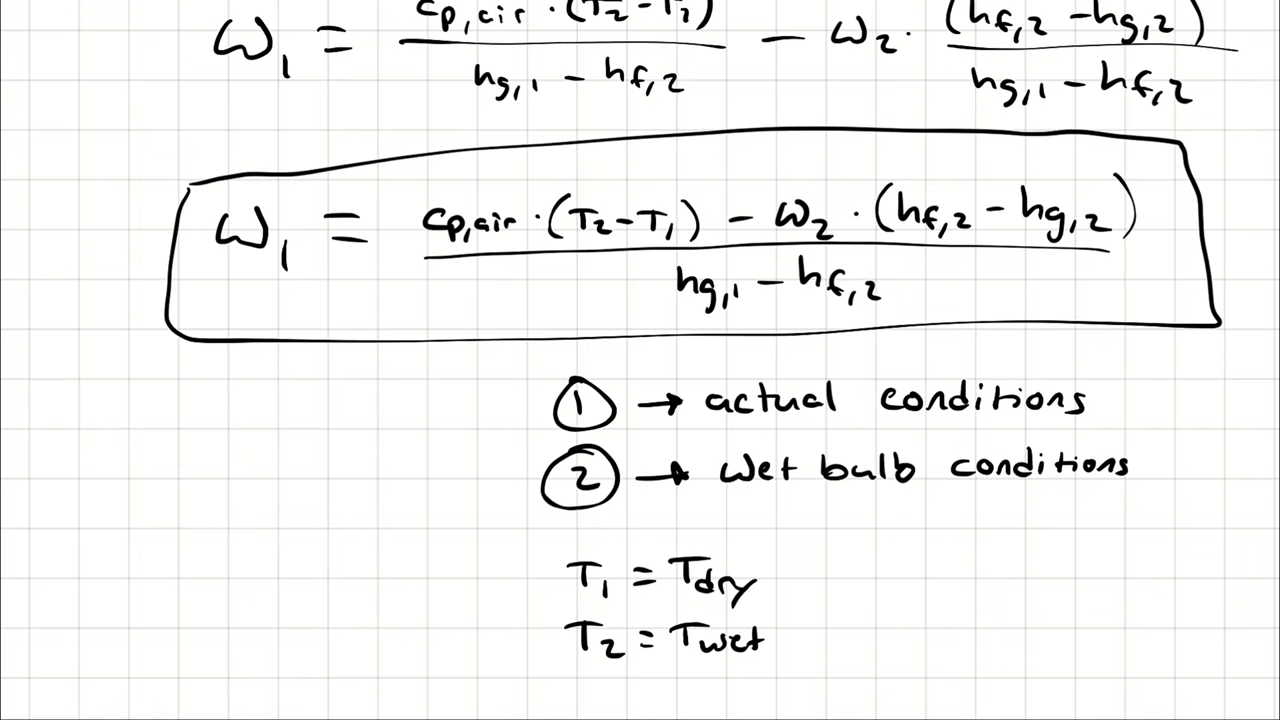 ω₁ = cp,air · (T₂-T₁) / hg,1 - hf,2 — ω₂ · (hf,2 - hg,2) / hg,1 - hf,2
ω₁ = cp,air · (T₂-T₁) - ω₂ · (hf,2 - hg,2) / hg,1 - hf,2
① → actual conditions
② → wet bulb conditions
T₁ = Tdry
T₂ = Twet